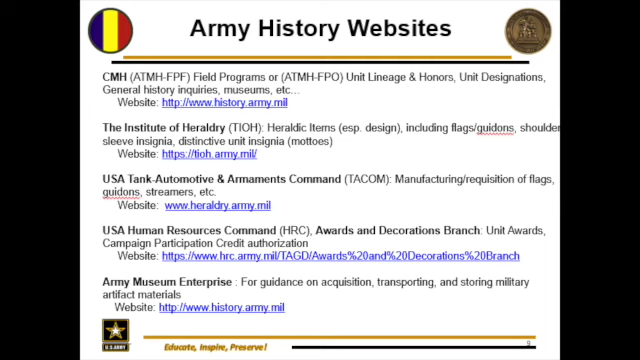 Army History Websites
CMH (ATMH-FPF) Field Programs or (ATMH-FPO) Unit Lineage & Honors, Unit Designations,
General history inquiries, museums, etc…
Website: http://www.history.army.mil
The Institute of Heraldry (TIOH): Heraldic Items (esp. design), including flags/guidons, shoulder
sleeve insignia, distinctive unit insignia (mottoes)
Website: https://tioh.army.mil/
USA Tank-Automotive & Armaments Command (TACOM): Manufacturing/requisition of flags,
guidons, streamers, etc.
Website: www.heraldry.army.mil
USA Human Resources Command (HRC), Awards and Decorations Branch: Unit Awards,
Campaign Participation Credit authorization
Website: https://www.hrc.army.mil/TAGD/Awards%20and%20Decorations%20Branch
Army Museum Enterprise : For guidance on acquisition, transporting, and storing military
artifact materials
Website: http://www.history.army.mil
U.S. ARMY
Educate, Inspire, Preserve!
9